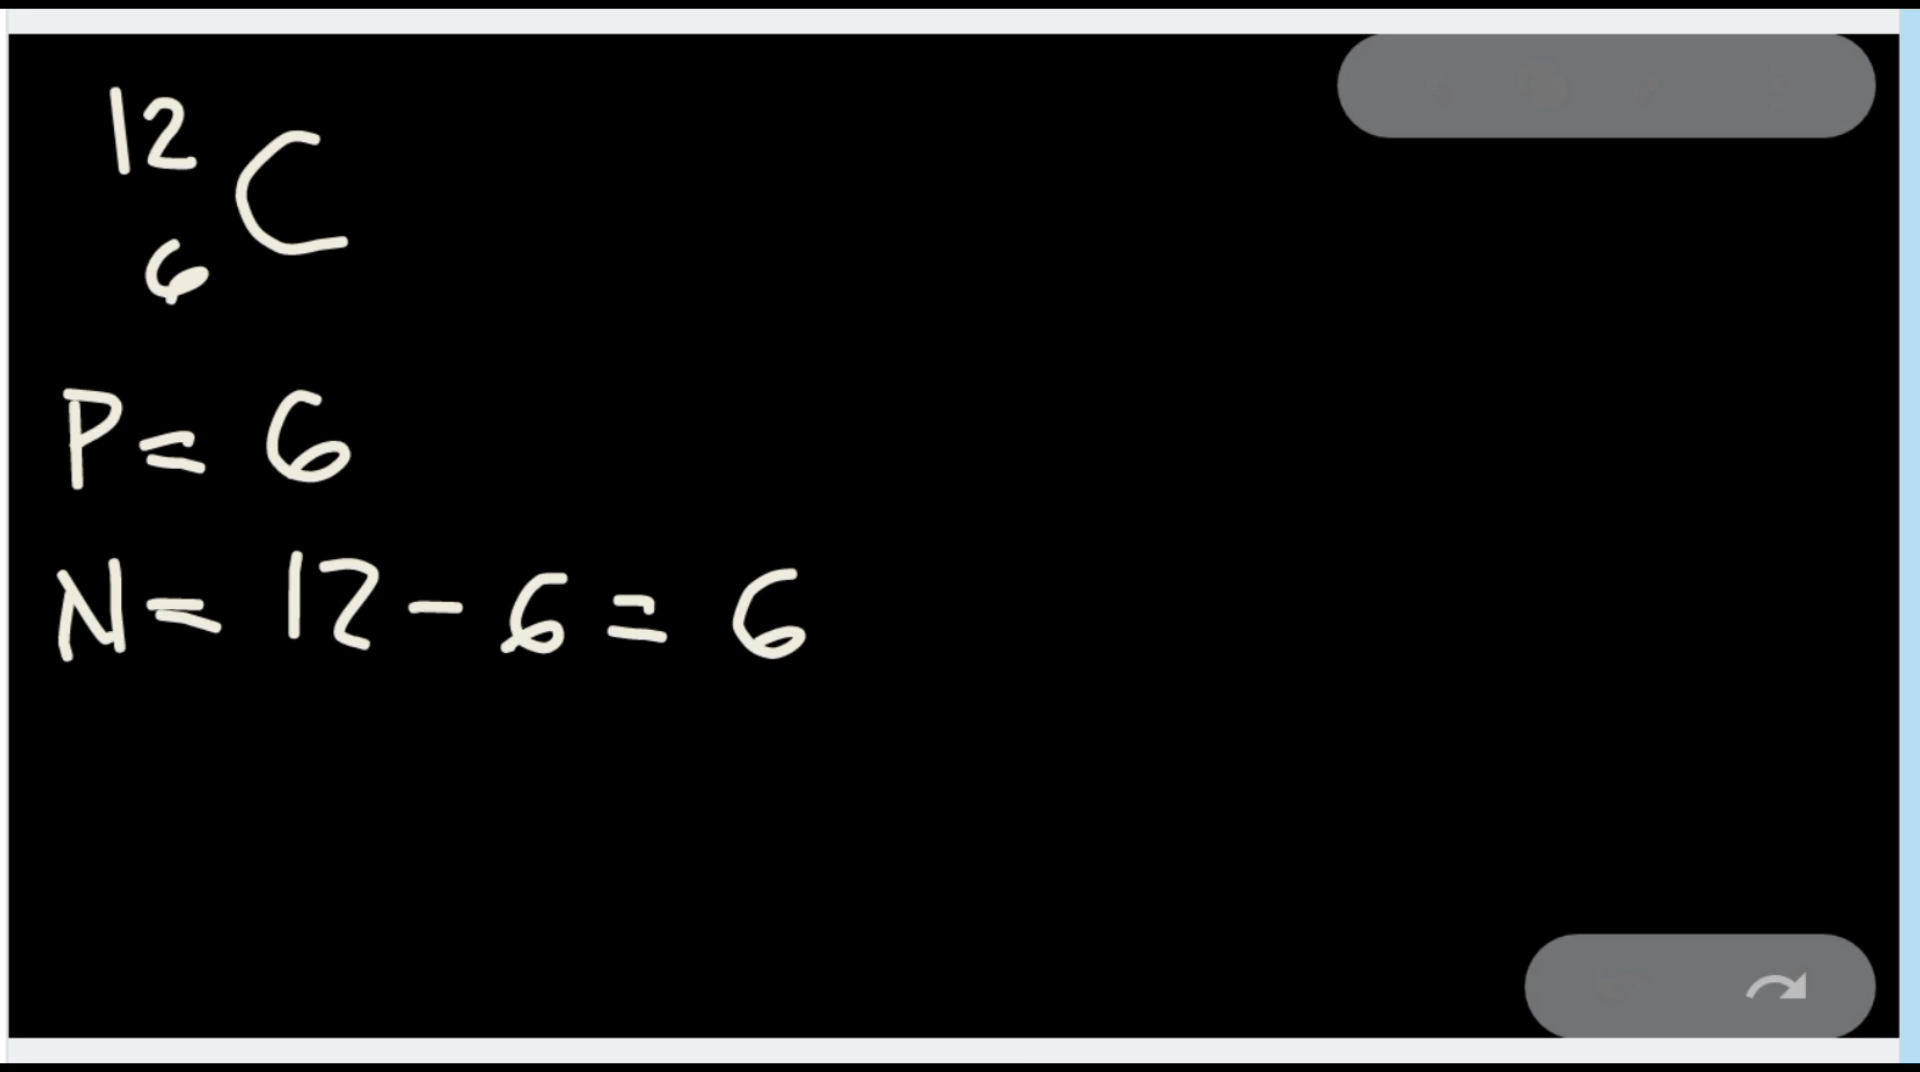 12
6 C
P = 6
N = 12 - 6 = 6